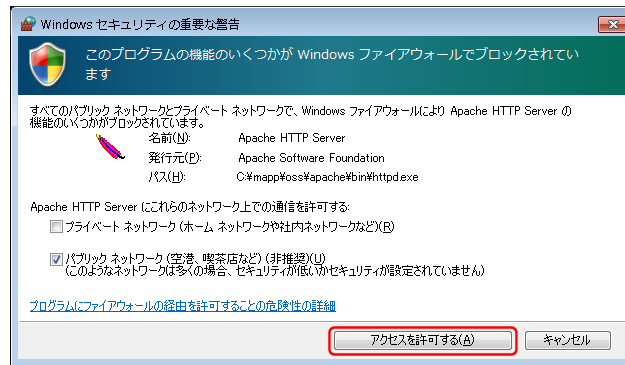 Windows セキュリティの重要な警告
このプログラムの機能のいくつかが Windows ファイアウォールでブロックされてい
ます
すべてのパブリック ネットワークとプライベート ネットワークで、Windows ファイアウォールにより Apache HTTP Server の
機能のいくつかがブロックされています。
名前(N): Apache HTTP Server
発行元(P): Apache Software Foundation
パス(H): C:¥mapp¥oss¥apache¥bin¥httpd.exe
Apache HTTP Server にこれらのネットワーク上での通信を許可する:
プライベート ネットワーク (ホーム ネットワークや社内ネットワークなど)(R)
パブリック ネットワーク (空港、喫茶店など) (非推奨)(U)
(このようなネットワークは多くの場合、セキュリティが低いかセキュリティが設定されていません)
プログラムにファイアウォールの経由を許可することの危険性の詳細
アクセスを許可する(A) キャンセル